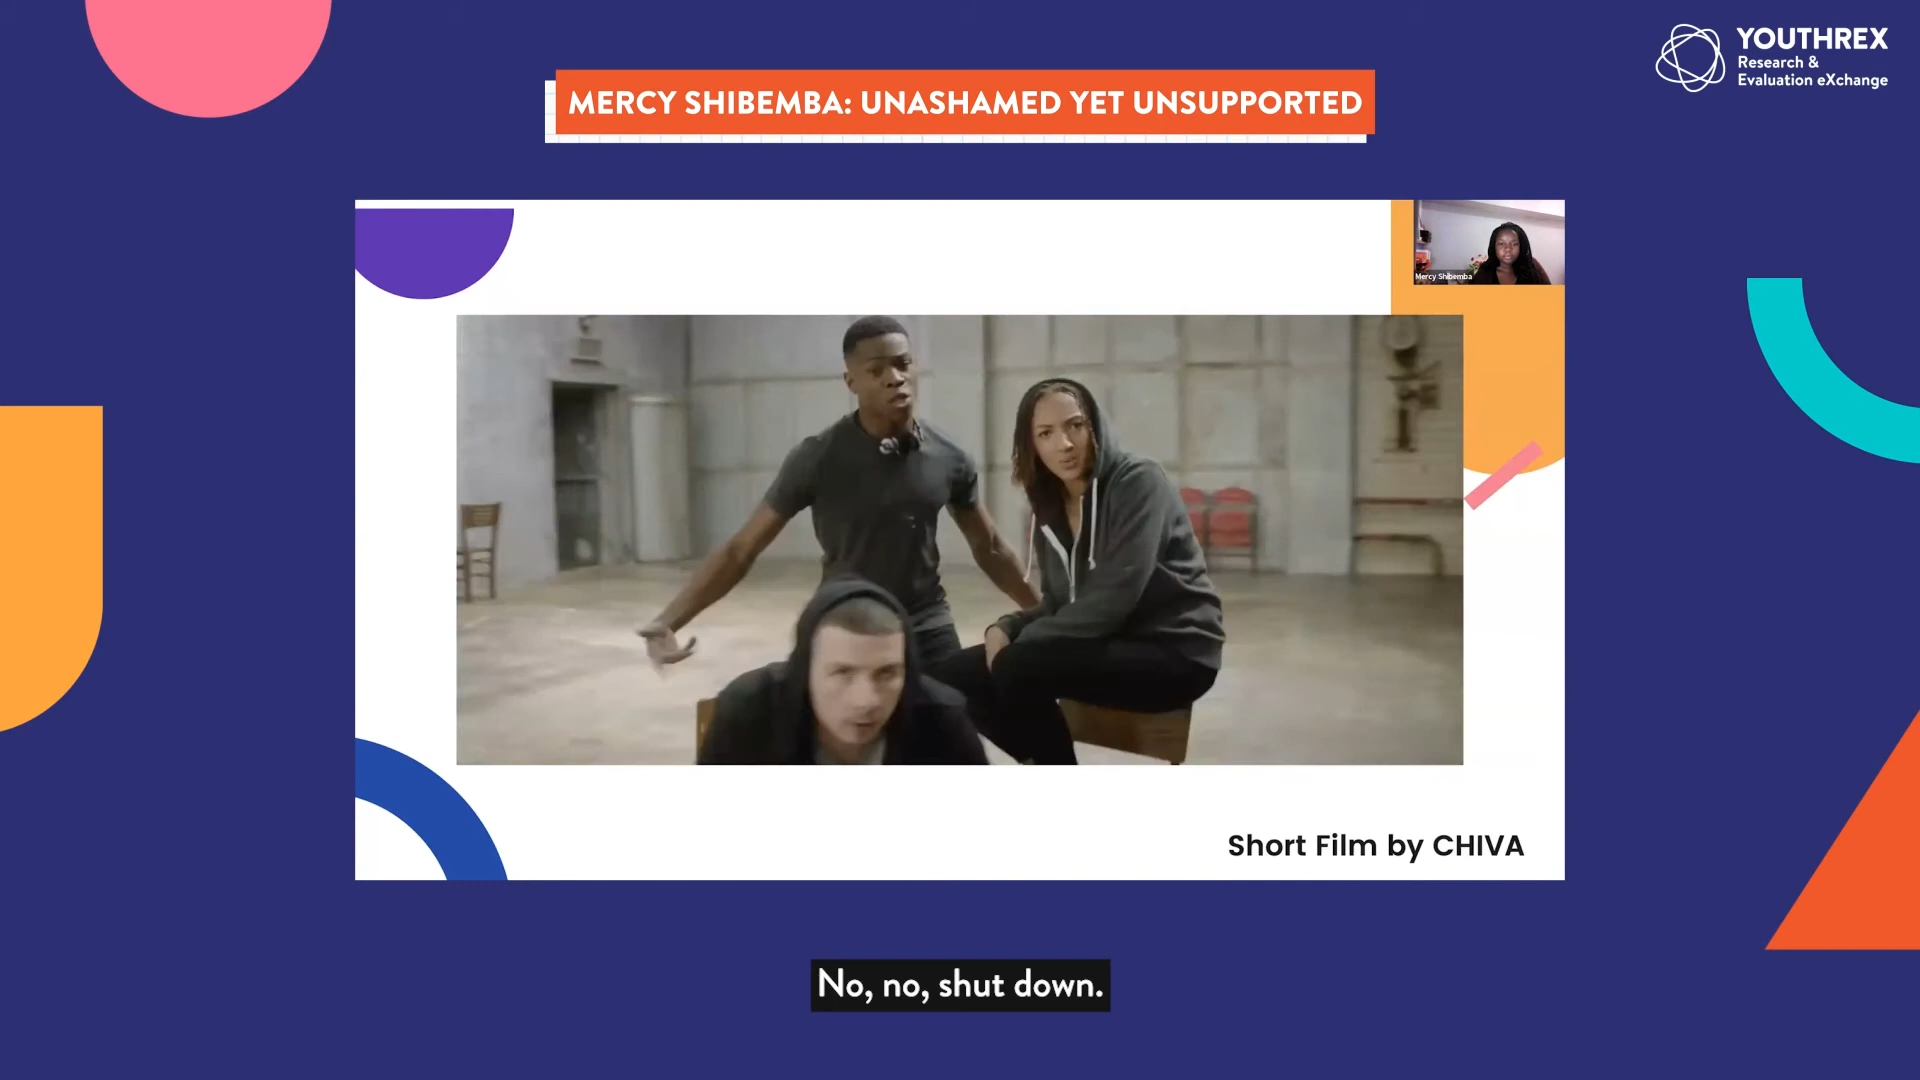 YOUTHREX
Research &
Evaluation eXchange
MERCY SHIBEMBA: UNASHAMED YET UNSUPPORTED
Mercy Shibemba
Short Film by CHIVA
No, no, shut down.